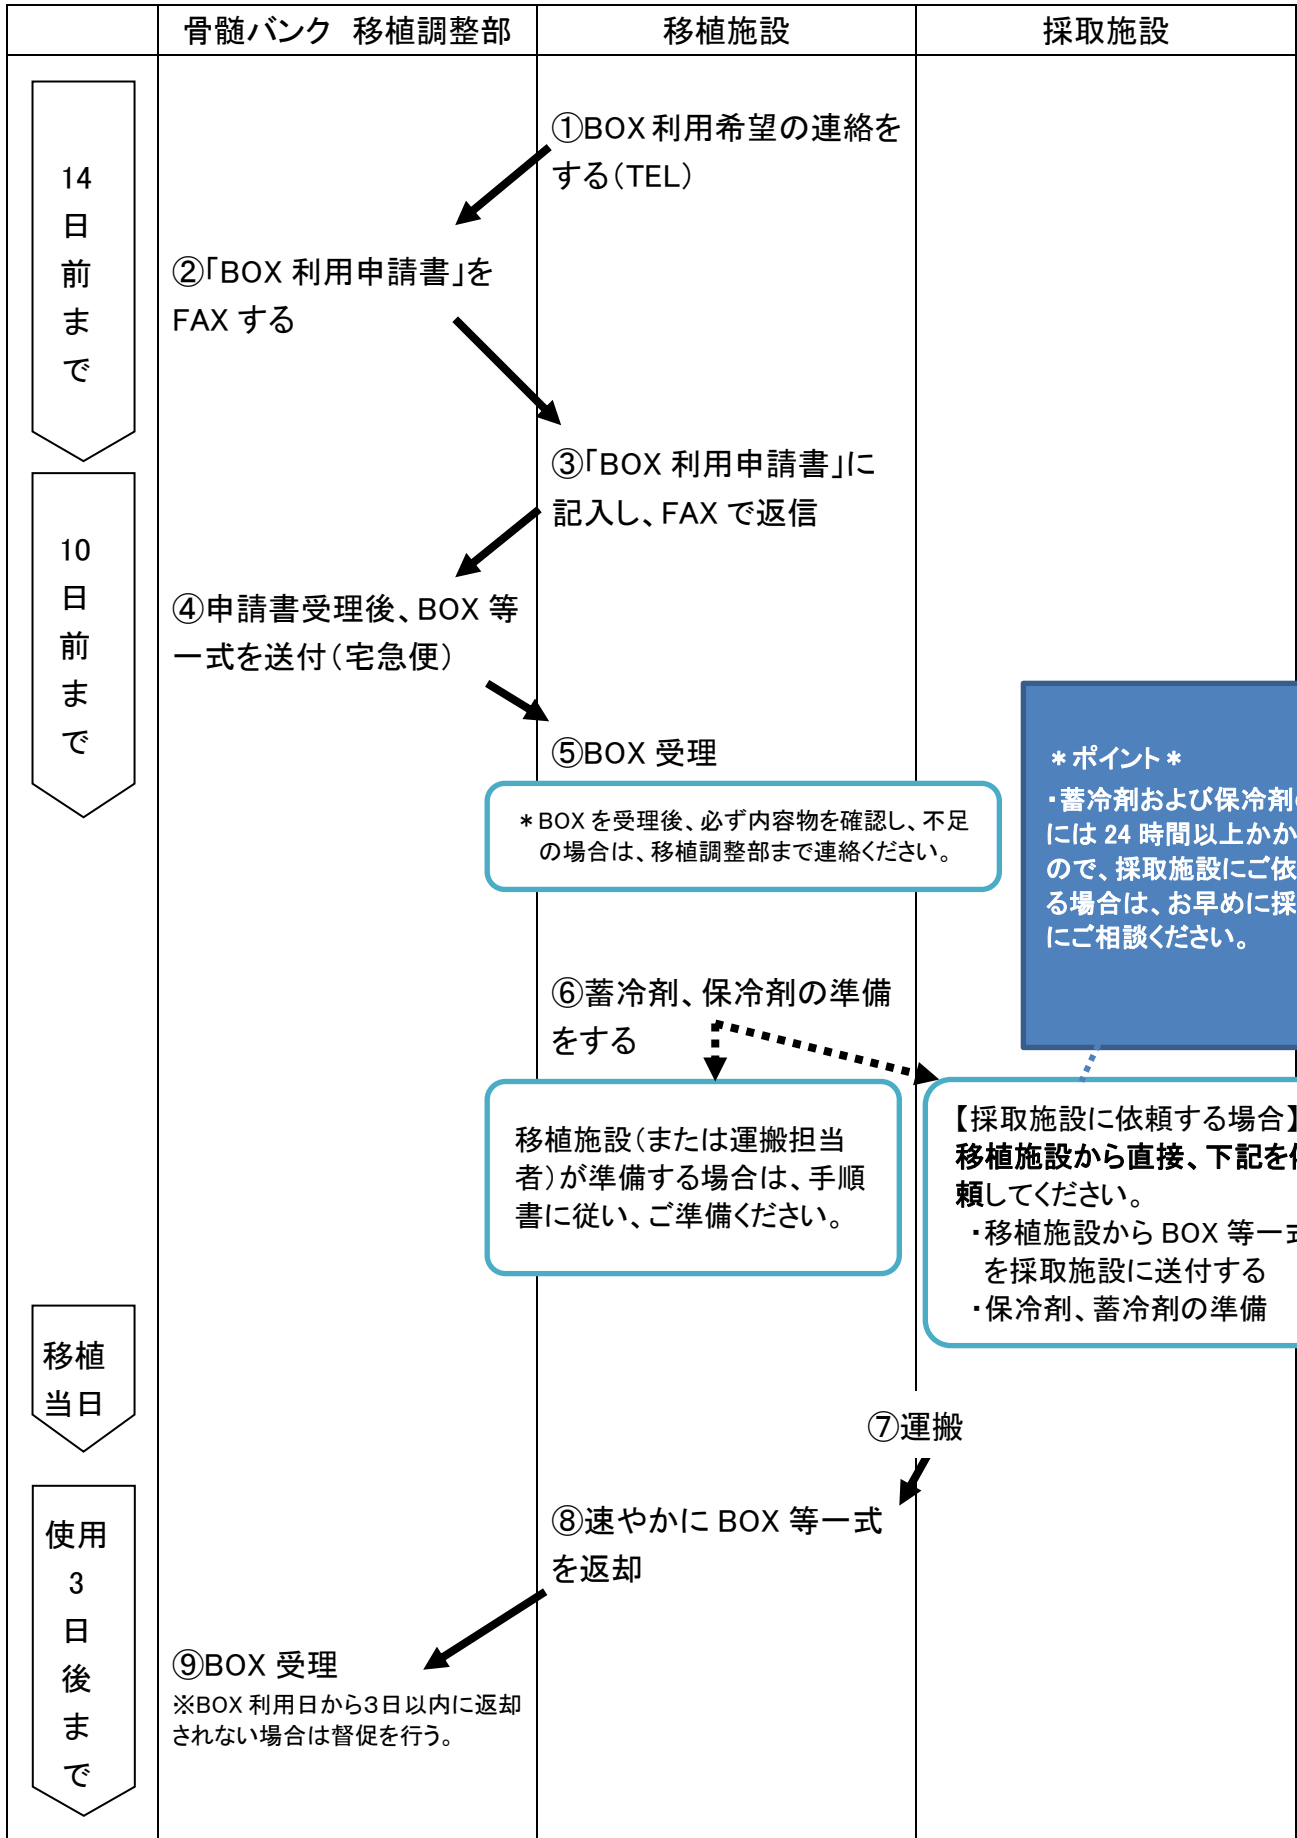 骨髄バンク 移植調整部
移植施設
採取施設
14
日
前
ま
で
①BOX 利用希望の連絡を
する(TEL)
②「BOX 利用申請書」を
FAX する
③「BOX 利用申請書」に
記入し、FAX で返信
10
日
前
ま
で
④申請書受理後、BOX 等
一式を送付(宅急便)
⑤BOX 受理
*BOX を受理後、必ず内容物を確認し、不足
の場合は、移植調整部まで連絡ください。
*ポイント*
・蓄冷剤および保冷剤
には 24 時間以上かか
ので、採取施設にご依
る場合は、お早めに採
にご相談ください。
⑥蓄冷剤、保冷剤の準備
をする
移植施設(または運搬担当
者)が準備する場合は、手順
書に従い、ご準備ください。
【採取施設に依頼する場合】
移植施設から直接、下記を依
頼してください。
・移植施設から BOX 等一式
を採取施設に送付する
・保冷剤、蓄冷剤の準備
移植
当日
⑦運搬
使用
3
日
後
ま
で
⑧速やかに BOX 等一式
を返却
⑨BOX 受理
※BOX 利用日から3日以内に返却
されない場合は督促を行う。